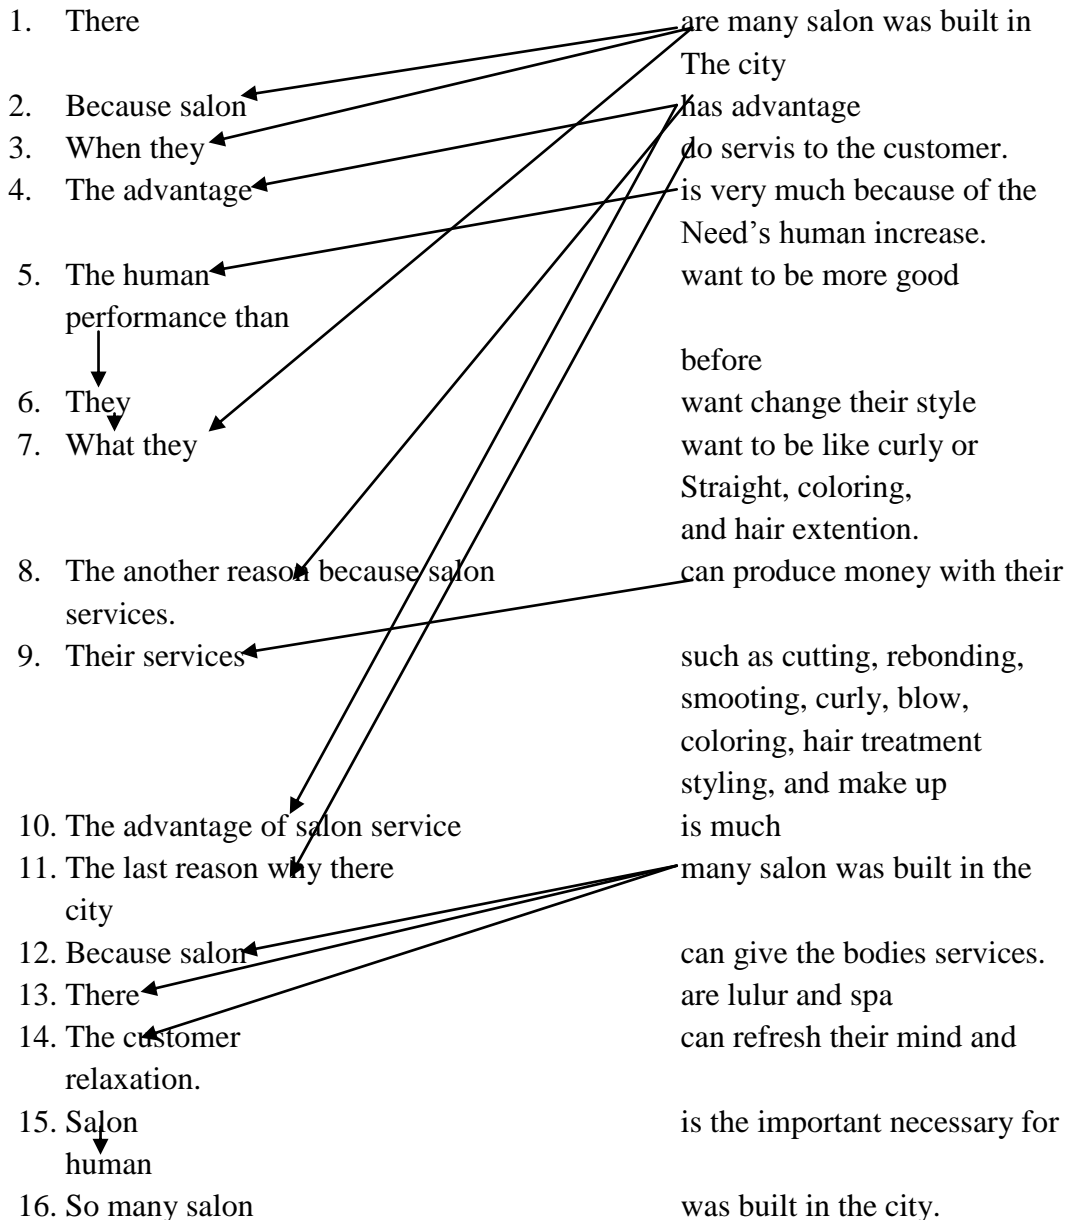 1. There are many salon was built in
The city
2. Because salon has advantage
3. When they do servis to the customer.
4. The advantage is very much because of the
Need’s human increase.
5. The human want to be more good
performance than
before
6. They want change their style
7. What they want to be like curly or
Straight, coloring,
and hair extention.
8. The another reason because salon can produce money with their
services.
9. Their services such as cutting, rebonding,
smooting, curly, blow,
coloring, hair treatment
styling, and make up
10. The advantage of salon service is much
11. The last reason why there many salon was built in the
city
12. Because salon can give the bodies services.
13. There are lulur and spa
14. The customer can refresh their mind and
relaxation.
15. Salon is the important necessary for
human
16. So many salon was built in the city.